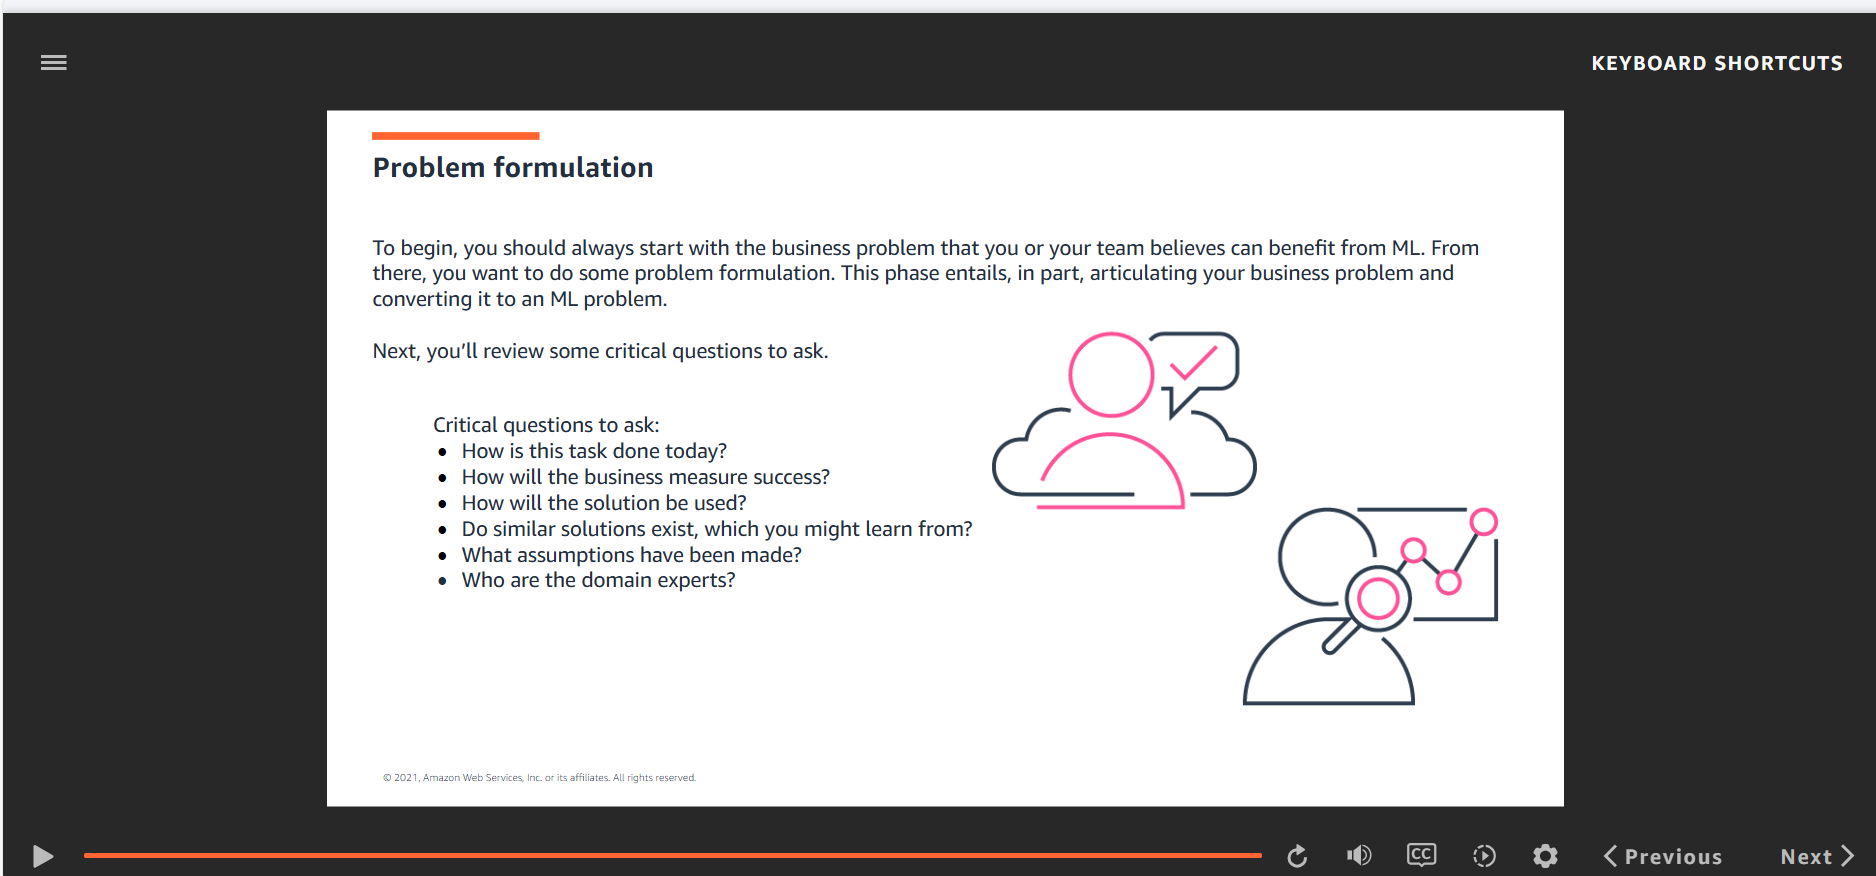 KEYBOARD SHORTCUTS
Problem formulation
To begin, you should always start with the business problem that you or your team believes can benefit from ML. From
there, you want to do some problem formulation. This phase entails, in part, articulating your business problem and
converting it to an ML problem.
Next, you’ll review some critical questions to ask.
Critical questions to ask:
• How is this task done today?
• How will the business measure success?
• How will the solution be used?
• Do similar solutions exist, which you might learn from?
• What assumptions have been made?
• Who are the domain experts?
© 2021, Amazon Web Services, Inc. or its affiliates. All rights reserved.
CC
Previous
Next